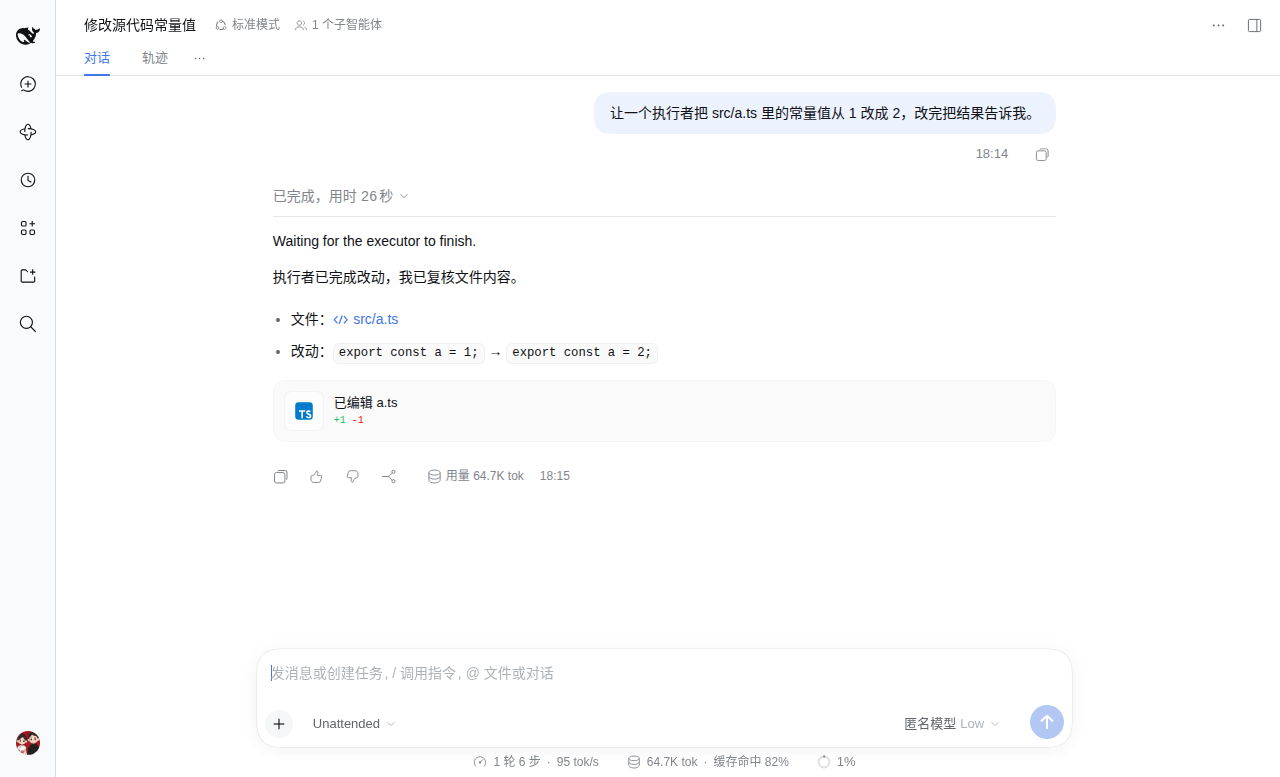 修改源代码常量值 标准模式 1 个子智能体
对话 轨迹 ···
让一个执行者把 src/a.ts 里的常量值从 1 改成 2，改完把结果告诉我。
18:14
已完成，用时 26 秒
Waiting for the executor to finish.
执行者已完成改动，我已复核文件内容。
• 文件： src/a.ts
• 改动： export const a = 1; → export const a = 2;
TS 已编辑 a.ts
+1 -1
用量 64.7K tok 18:15
发消息或创建任务, / 调用指令, @ 文件或对话
Unattended 匿名模型 Low
1 轮 6 步 · 95 tok/s 64.7K tok · 缓存命中 82% 1%